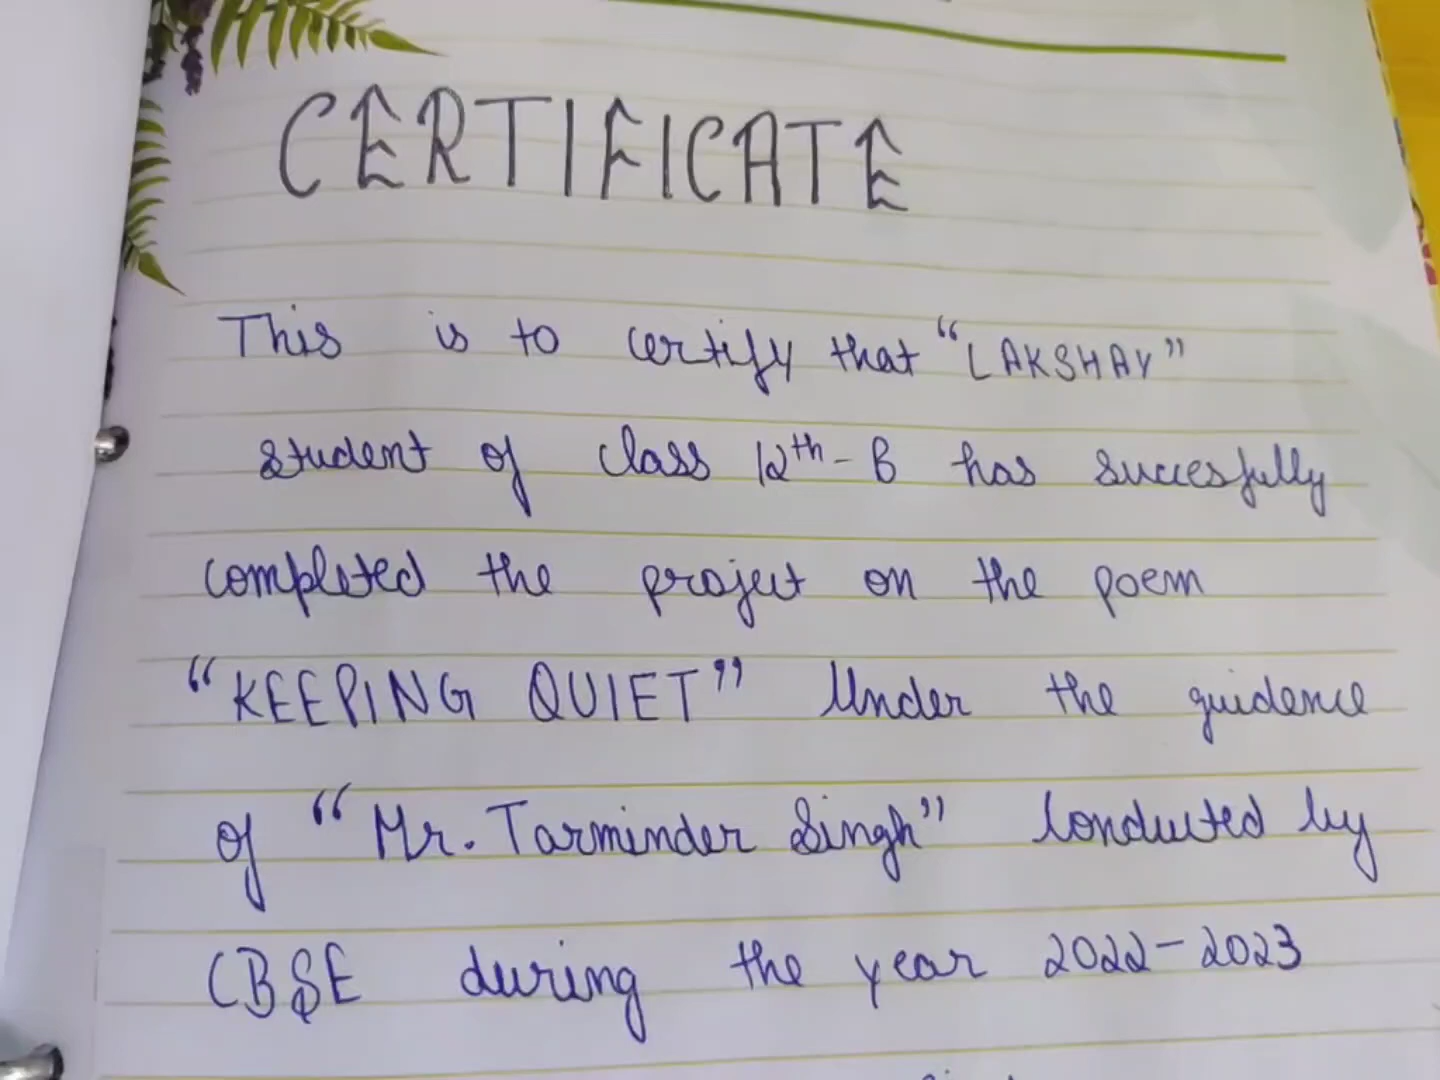 CERTIFICATE
This is to certify that "LAKSHAY"
student of class 12th-B has succesfully
completed the project on the poem
"KEEPING QUIET" Under the guidence
of "Mr. Tarminder Singh" Conducted by
CBSE during the year 2022-2023